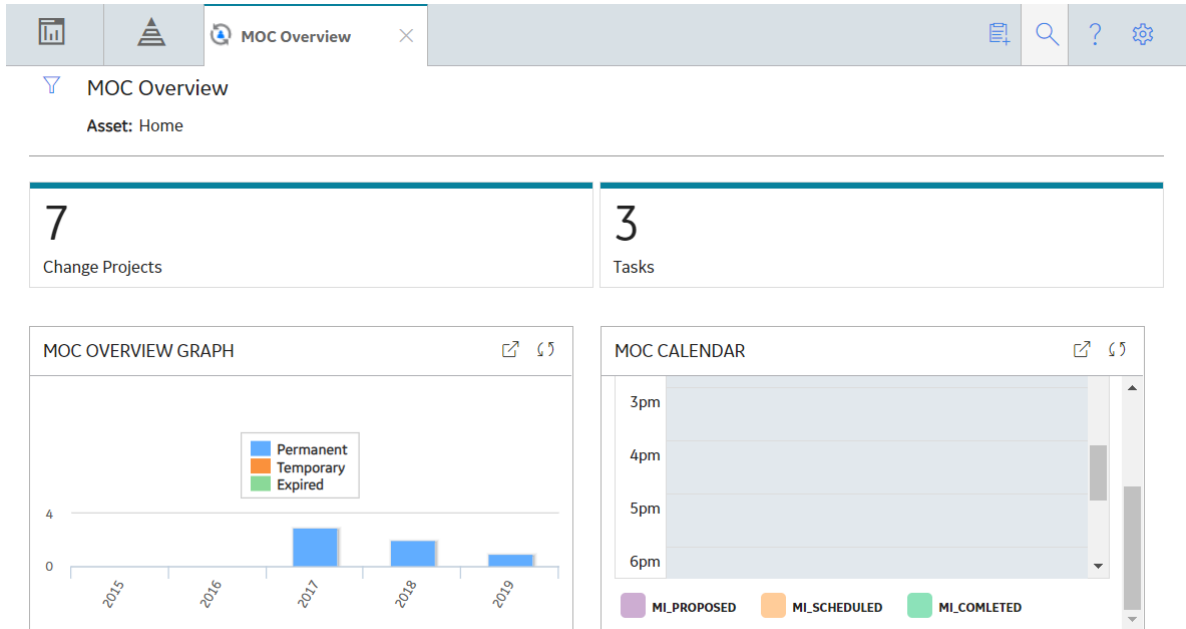 MOC Overview
?
MOC Overview
Asset: Home
7
Change Projects
3
Tasks
MOC OVERVIEW GRAPH
Permanent
Temporary
Expired
4
0
2015
2016
2017
2018
2019
MOC CALENDAR
3pm
4pm
5pm
6pm
MI_PROPOSED
MI_SCHEDULED
MI_COMLETED